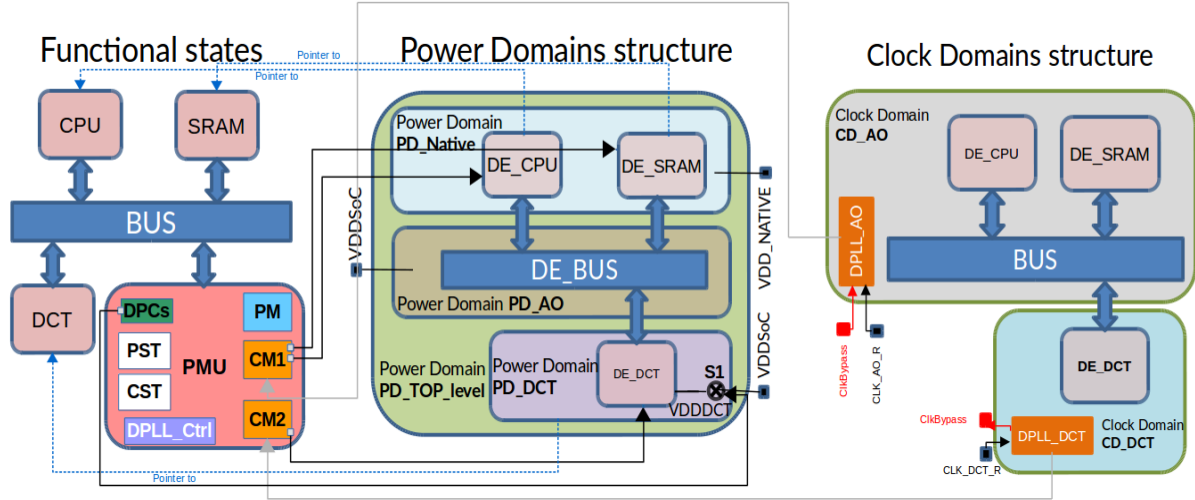 Functional states
Power Domains structure
Clock Domains structure
Pointer to
Pointer to
CPU
SRAM
BUS
DCT
DPCs
PM
PST
PMU
CM1
CST
CM2
DPLL_Ctrl
Pointer to
VDDSoC
Power Domain
PD_Native
DE_CPU
DE_SRAM
VDD_NATIVE
DE_BUS
Power Domain PD_AO
Power Domain
PD_TOP_level
Power Domain
PD_DCT
DE_DCT
S1
VDDDCT
VDDSoC
Clock Domain
CD_AO
DE_CPU
DE_SRAM
DPLL_AO
BUS
ClkBypass
CLK_AO_R
DE_DCT
ClkBypass
DPLL_DCT
Clock Domain
CD_DCT
CLK_DCT_R